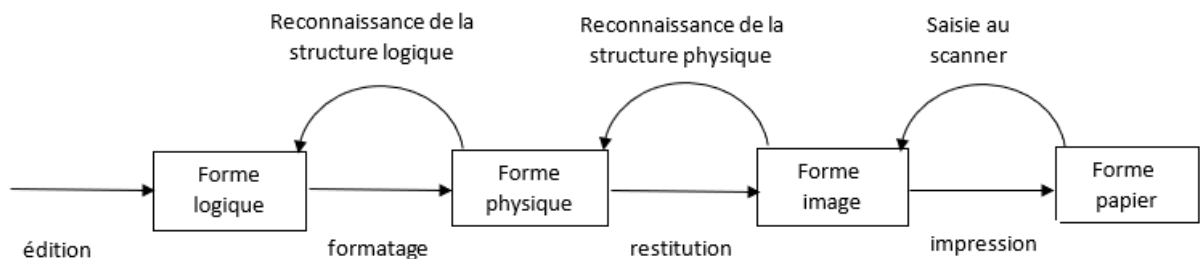 Reconnaissance de la
structure logique
Reconnaissance de la
structure physique
Saisie au
scanner
Forme
logique
Forme
physique
Forme
image
Forme
papier
édition
formatage
restitution
impression